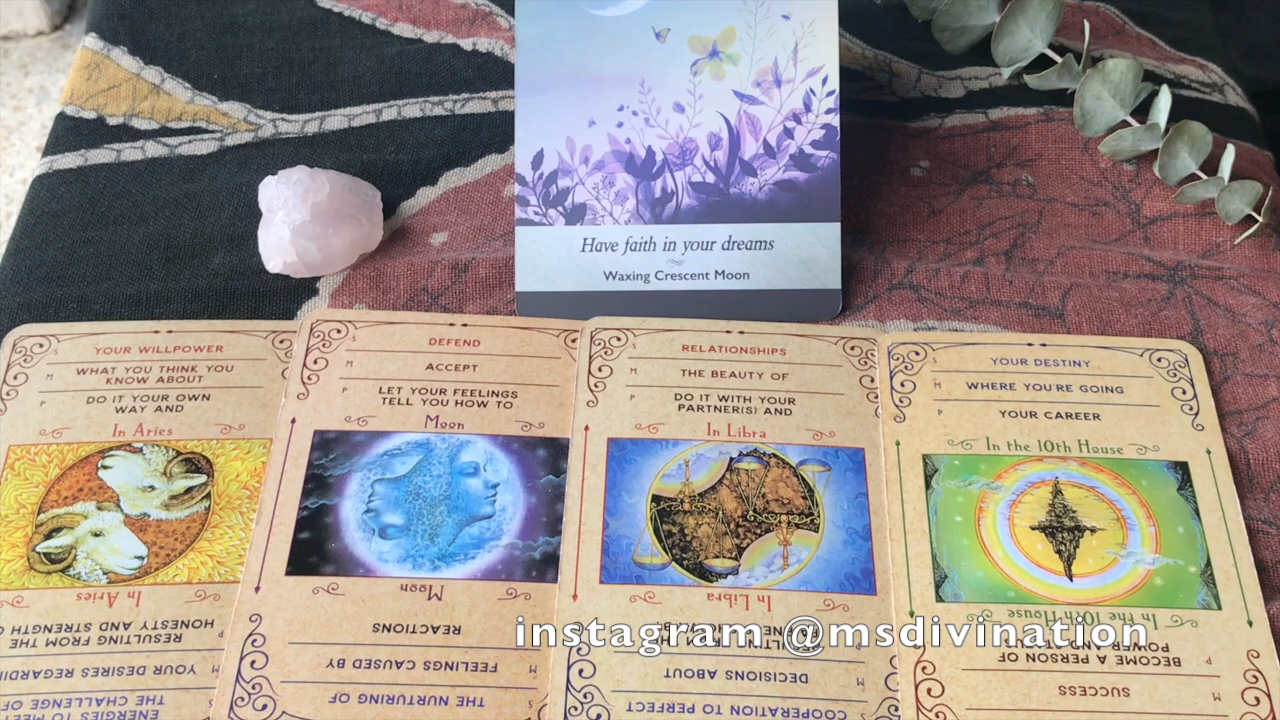 Have faith in your dreams
Waxing Crescent Moon
S YOUR WILLPOWER
M WHAT YOU THINK YOU
KNOW ABOUT
P DO IT YOUR OWN
WAY AND
In Aries
In Aries
HONESTY AND STRENGTH
RESULTING FROM THE
YOUR DESIRES
THE CHALLENGE OF
ENERGIES TO MEET
S DEFEND
M ACCEPT
P LET YOUR FEELINGS
TELL YOU HOW TO
Moon
Moon
REACTIONS
FEELINGS CAUSED BY
THE NURTURING OF
S RELATIONSHIPS
M THE BEAUTY OF
P DO IT WITH YOUR
PARTNER(S) AND
In Libra
In Libra
DECISIONS ABOUT M
COOPERATION TO PERFECT
S YOUR DESTINY
M WHERE YOU'RE GOING
P YOUR CAREER
In the 10th House
In the 10th House
POWER AND
BECOME A PERSON OF P
SUCCESS M
instagram @msdivination